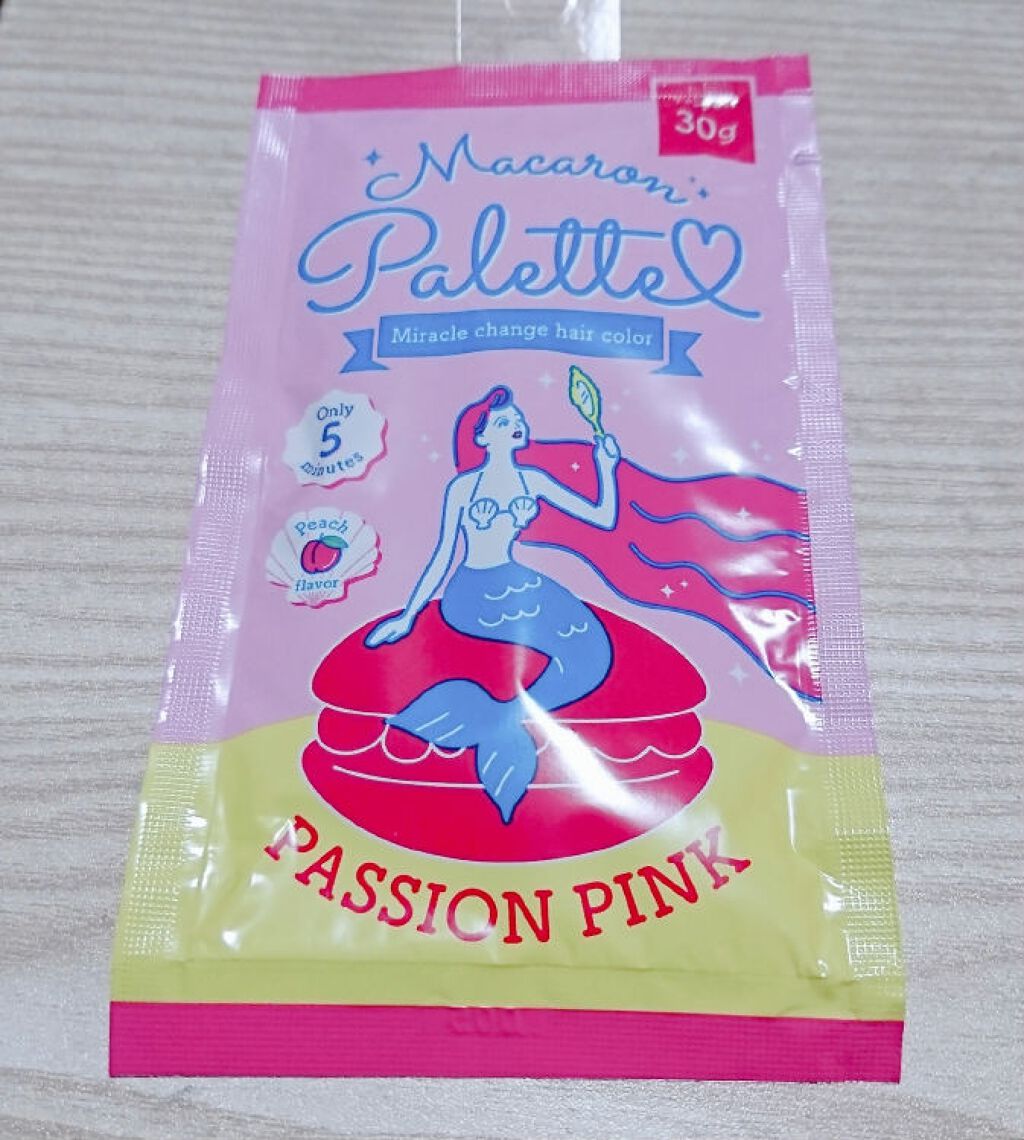 30g
Macaron
Palette
Miracle change hair color
Only
5
minutes
Peach
flavor
PASSION PINK